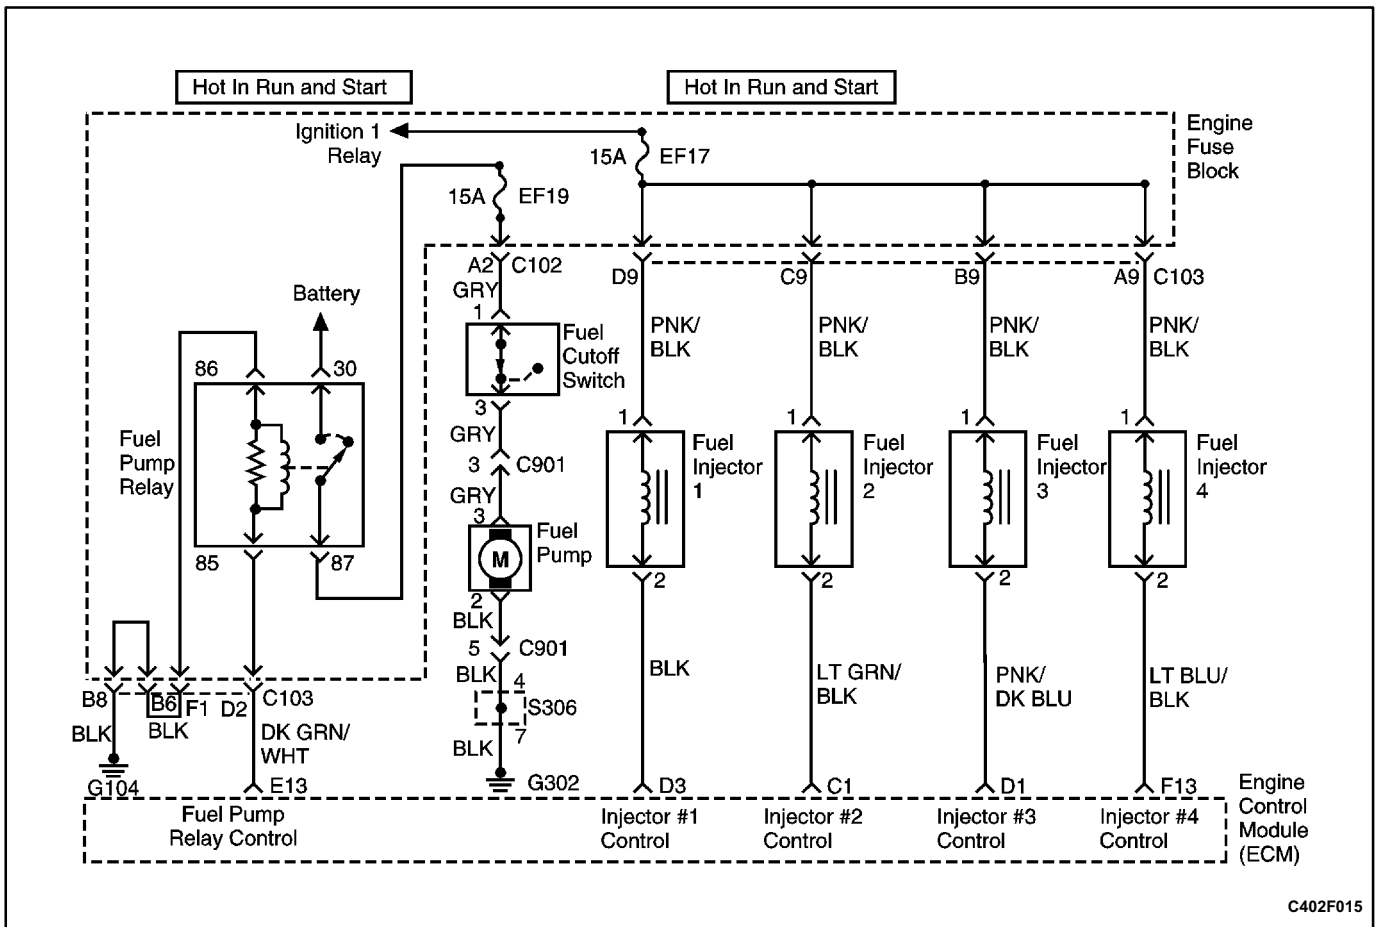 Hot In Run and Start
Hot In Run and Start
Ignition 1
Relay
15A
EF17
Engine
Fuse
Block
15A
EF19
A2
C102
D9
C9
B9
A9
C103
GRY
Battery
1
Fuel
Cutoff
Switch
PNK/
BLK
PNK/
BLK
PNK/
BLK
PNK/
BLK
86
30
3
GRY
1
1
1
1
Fuel
Pump
Relay
3
C901
GRY
3
Fuel
Injector
1
Fuel
Injector
2
Fuel
Injector
3
Fuel
Injector
4
Fuel
Pump
M
85
87
2
2
2
2
2
BLK
5
C901
BLK
4
BLK
LT GRN/
BLK
PNK/
DK BLU
LT BLU/
BLK
B8
B6
F1
D2
C103
S306
BLK
BLK
DK GRN/
WHT
7
BLK
G104
E13
G302
D3
C1
D1
F13
Engine
Control
Module
(ECM)
Fuel Pump
Relay Control
Injector #1
Control
Injector #2
Control
Injector #3
Control
Injector #4
Control
C402F015